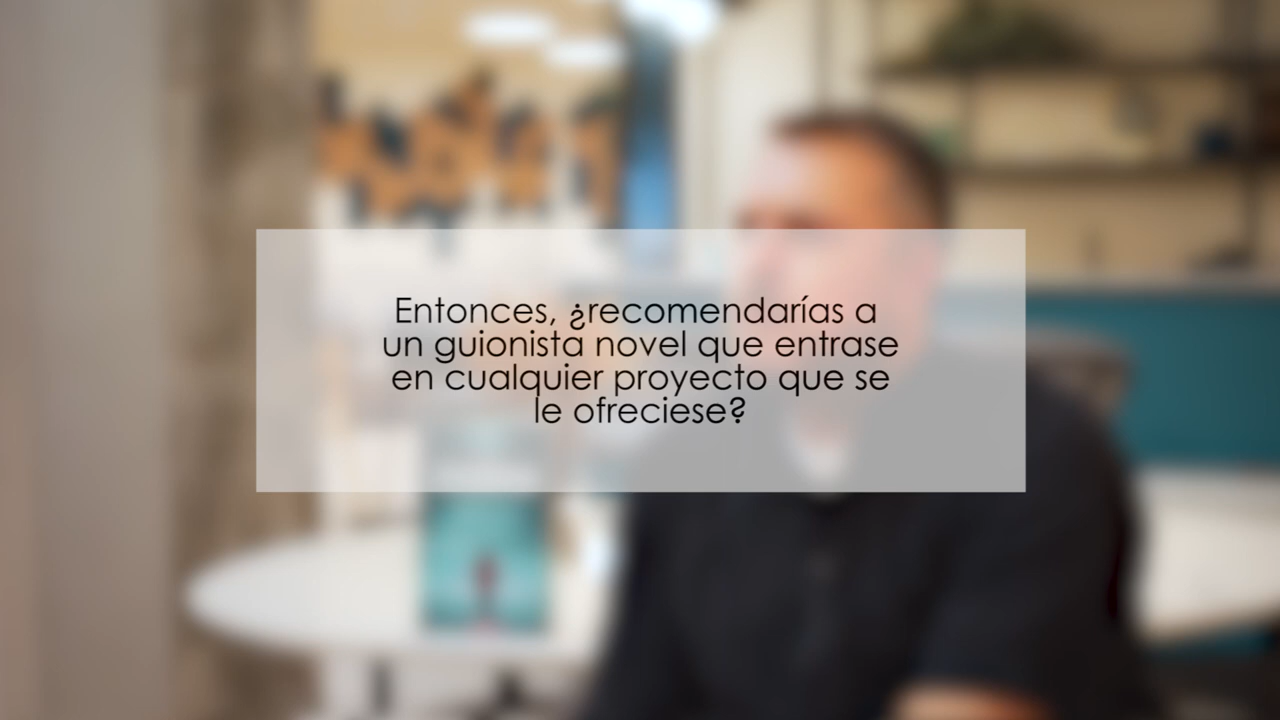 Entonces, ¿recomendarías a
un guionista novel que entrase
en cualquier proyecto que se
le ofreciese?